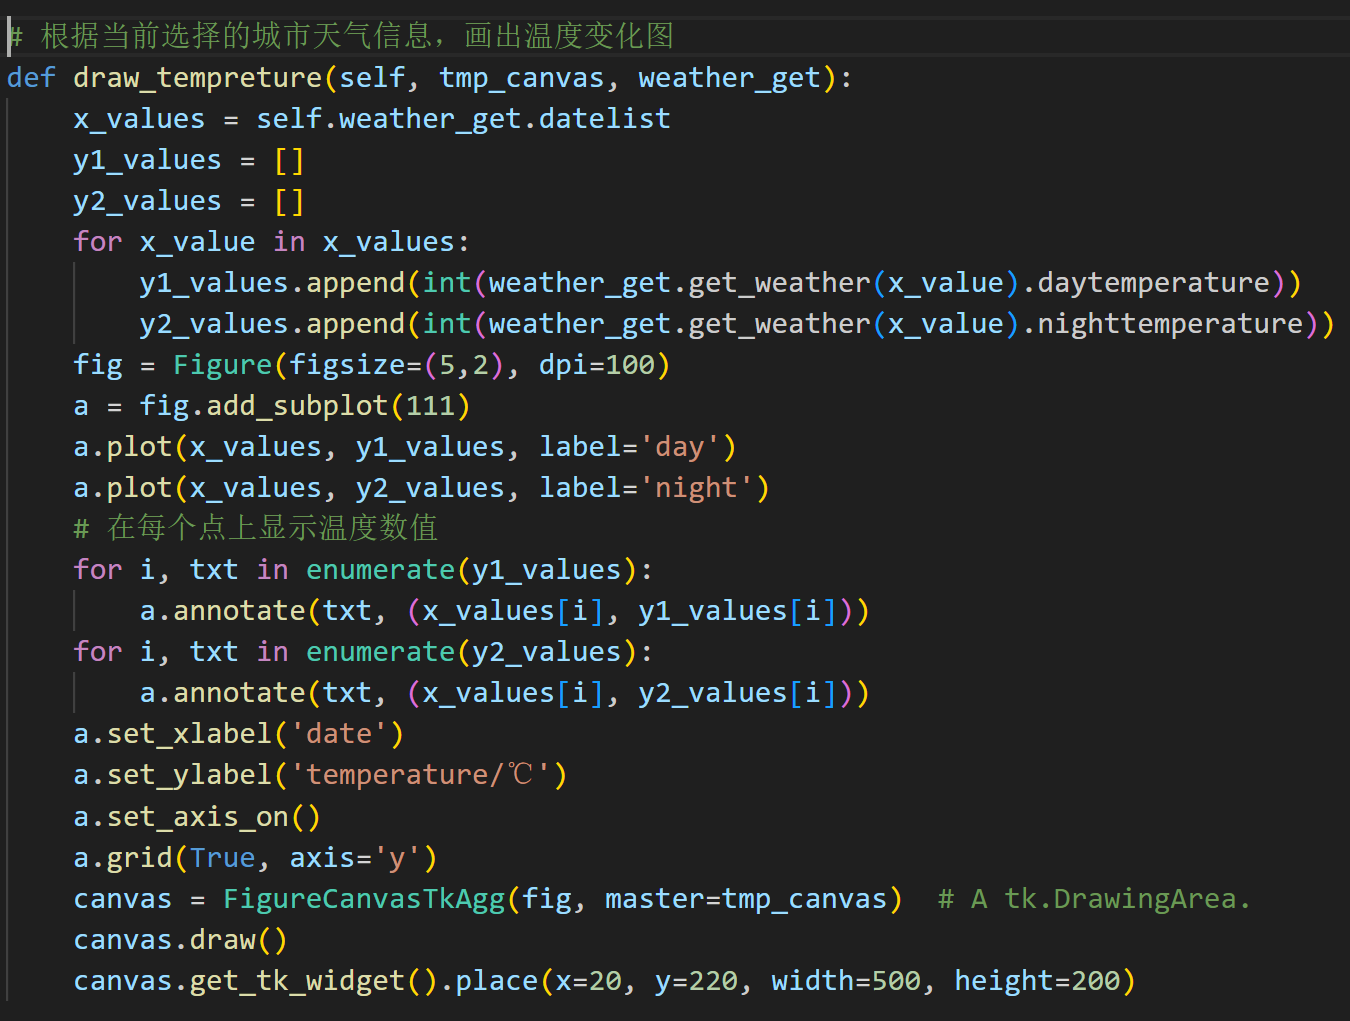 # 根据当前选择的城市天气信息，画出温度变化图
def draw_tempreture(self, tmp_canvas, weather_get):
    x_values = self.weather_get.datelist
    y1_values = []
    y2_values = []
    for x_value in x_values:
        y1_values.append(int(weather_get.get_weather(x_value).daytemperature))
        y2_values.append(int(weather_get.get_weather(x_value).nighttemperature))
    fig = Figure(figsize=(5,2), dpi=100)
    a = fig.add_subplot(111)
    a.plot(x_values, y1_values, label='day')
    a.plot(x_values, y2_values, label='night')
    # 在每个点上显示温度数值
    for i, txt in enumerate(y1_values):
        a.annotate(txt, (x_values[i], y1_values[i]))
    for i, txt in enumerate(y2_values):
        a.annotate(txt, (x_values[i], y2_values[i]))
    a.set_xlabel('date')
    a.set_ylabel('temperature/℃')
    a.set_axis_on()
    a.grid(True, axis='y')
    canvas = FigureCanvasTkAgg(fig, master=tmp_canvas)  # A tk.DrawingArea.
    canvas.draw()
    canvas.get_tk_widget().place(x=20, y=220, width=500, height=200)